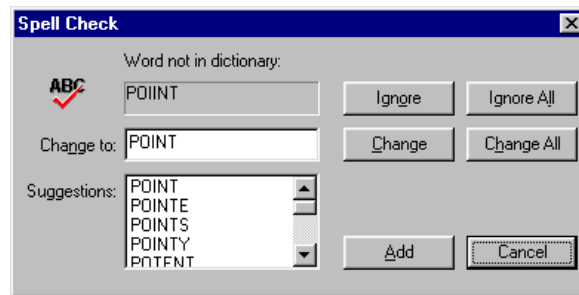 Spell Check
Word not in dictionary:
ABC
POIINT
Ignore
Ignore All
Change to:
POINT
Change
Change All
Suggestions:
POINT
POINTE
POINTS
POINTY
POTENT
Add
Cancel